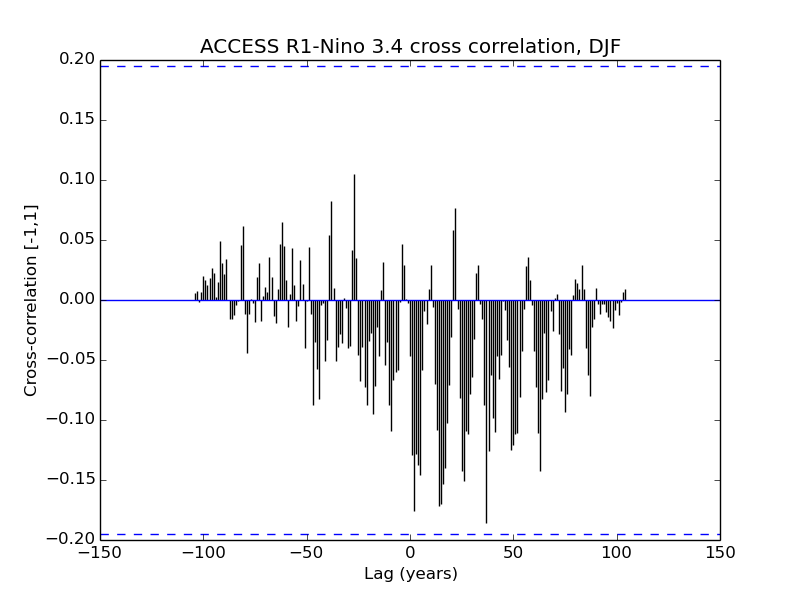 ACCESS R1-Nino 3.4 cross correlation, DJF
0.20
0.15
0.10
0.05
0.00
−0.05
−0.10
−0.15
−0.20
Cross-correlation [-1,1]
−150 −100 −50 0 50 100 150
Lag (years)